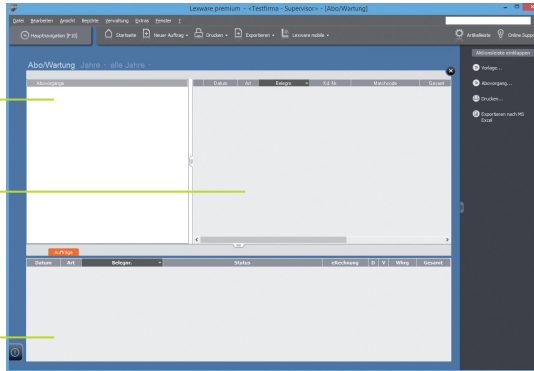 Lexware premium - <Testfirma - Supervisor> - [Abo/Wartung]
Datei Bearbeiten Ansicht Berichte Verwaltung Extras Fenster ?
Hauptnavigation [F10] Startseite Neuer Auftrag Drucken Exportieren Lexware mobile Artikelliste Online Supp
Abo/Wartung Jahre - alle Jahre
Aktionsleiste einklappen
Vorlage...
Abovorgang...
Drucken...
Exportieren nach MS
Excel
Abovorgänge
Datum Art Belegnr. Kd.-Nr. Matchcode Gesamt
Aufträge
Datum Art Belegnr. Status eRechnung D V Whrg Gesamt